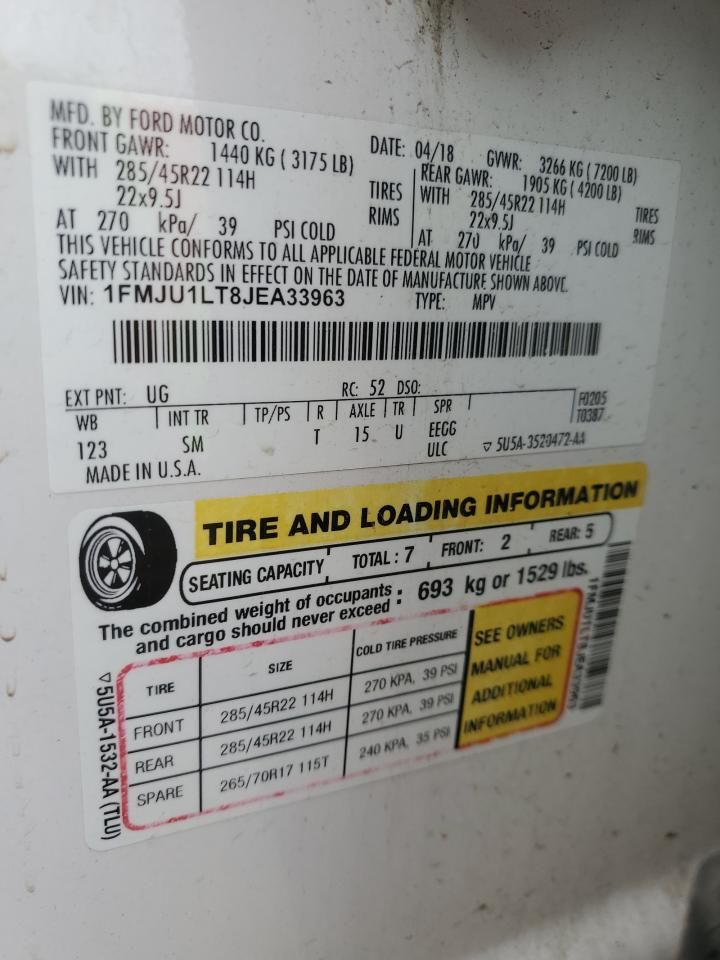 MFD. BY FORD MOTOR CO.
DATE: 04/18 GVWR: 3266 KG ( 7200 LB)
FRONT GAWR: 1440 KG ( 3175 LB) REAR GAWR: 1905 KG ( 4200 LB)
WITH 285/45R22 114H TIRES WITH 285/45R22 114H TIRES
22x9.5J RIMS 22x9.5J RIMS
AT 270 kPa/ 39 PSI COLD AT 270 kPa/ 39 PSI COLD
THIS VEHICLE CONFORMS TO ALL APPLICABLE FEDERAL MOTOR VEHICLE
SAFETY STANDARDS IN EFFECT ON THE DATE OF MANUFACTURE SHOWN ABOVE.
VIN: 1FMJU1LT8JEA33963 TYPE: MPV
EXT PNT: UG RC: 52 DSO: F0205
WB INT TR TP/PS R AXLE TR SPR T0387
123 SM T 15 U EEGG
ULC ▽ 5U5A-3520472-AA
MADE IN U.S.A.
TIRE AND LOADING INFORMATION
SEATING CAPACITY TOTAL : 7 FRONT: 2 REAR: 5
The combined weight of occupants and cargo should never exceed : 693 kg or 1529 lbs.
TIRE SIZE COLD TIRE PRESSURE
FRONT 285/45R22 114H 270 KPA, 39 PSI
REAR 285/45R22 114H 270 KPA, 39 PSI
SPARE 265/70R17 115T 240 KPA, 35 PSI
SEE OWNERS
MANUAL FOR
ADDITIONAL
INFORMATION
▽5U5A-1532-AA (TLU)
1FMJU1LT8JEA33963